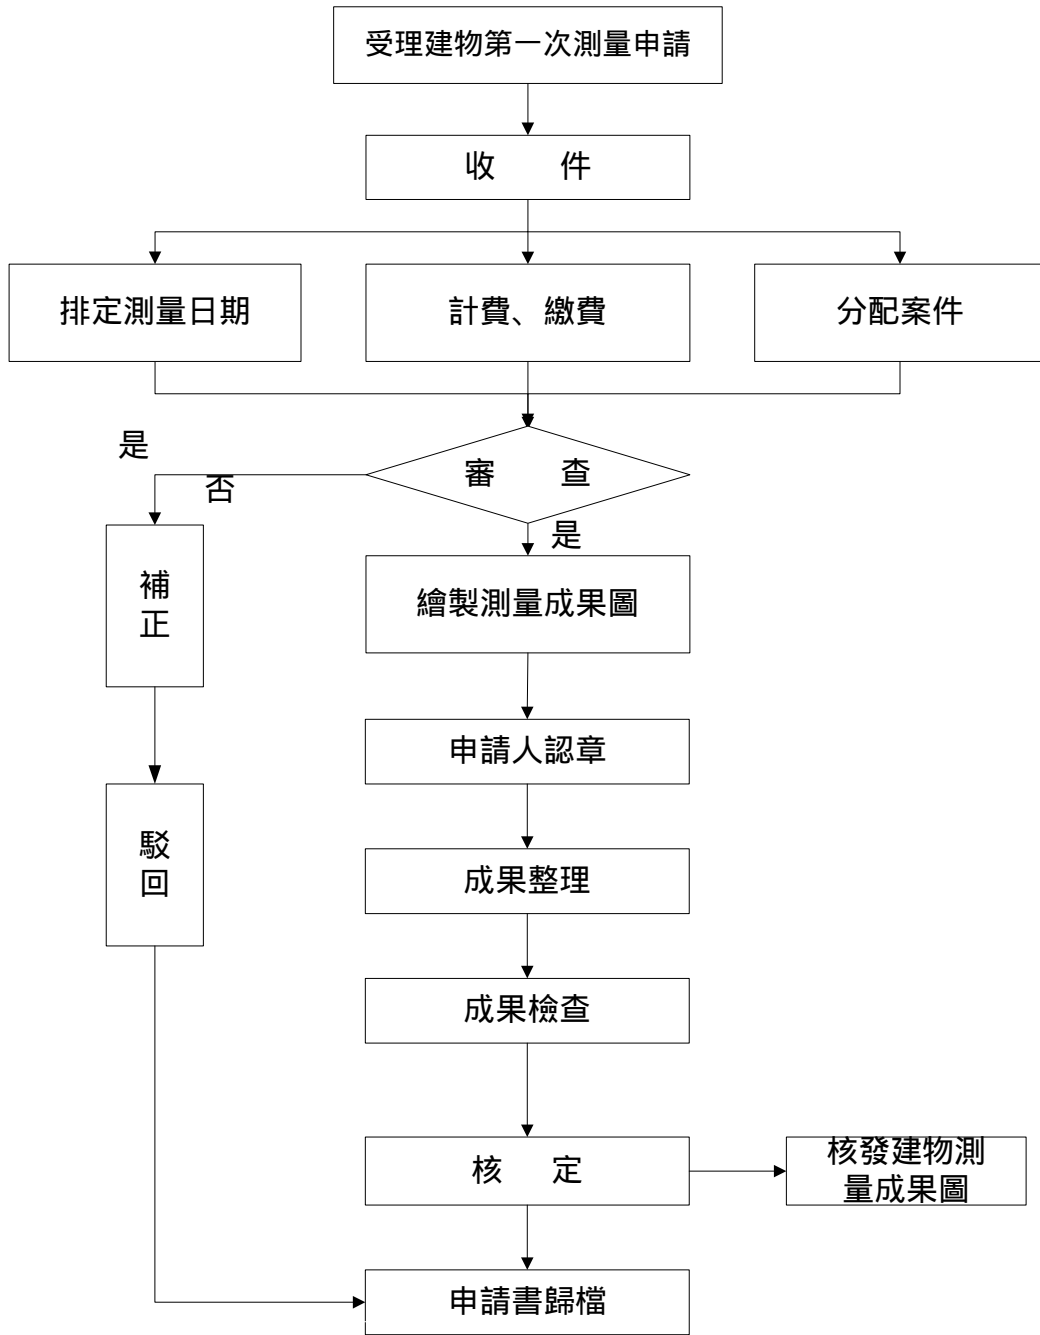 受理建物第一次測量申請
收 件
排定測量日期
計費、繳費
分配案件
審 查
是
否
是
補
正
繪製測量成果圖
申請人認章
駁
回
成果整理
成果檢查
核 定
核發建物測
量成果圖
申請書歸檔